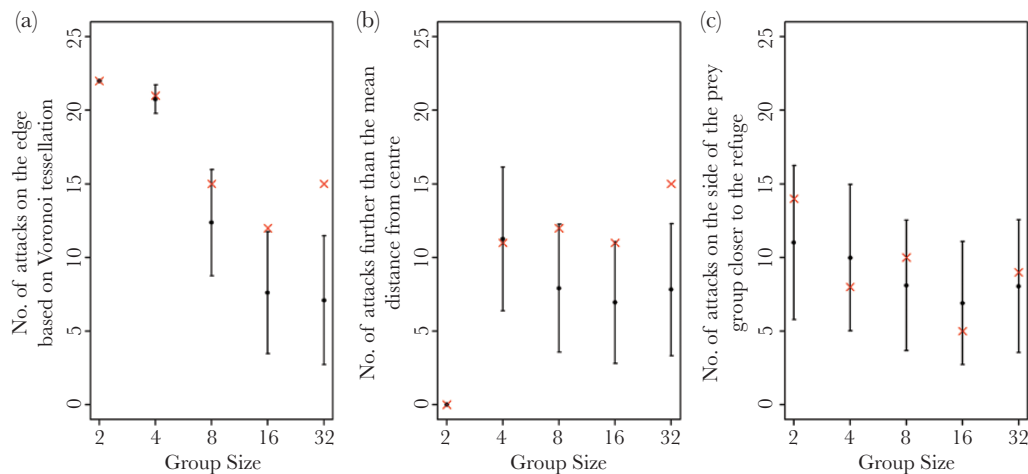 (a)
No. of attacks on the edge
based on Voronoi tessellation
25
20
15
10
5
0
2 4 8 16 32
Group Size
(b)
No. of attacks further than the mean
distance from centre
25
20
15
10
5
0
2 4 8 16 32
Group Size
(c)
No. of attacks on the side of the prey
group closer to the refuge
25
20
15
10
5
0
2 4 8 16 32
Group Size